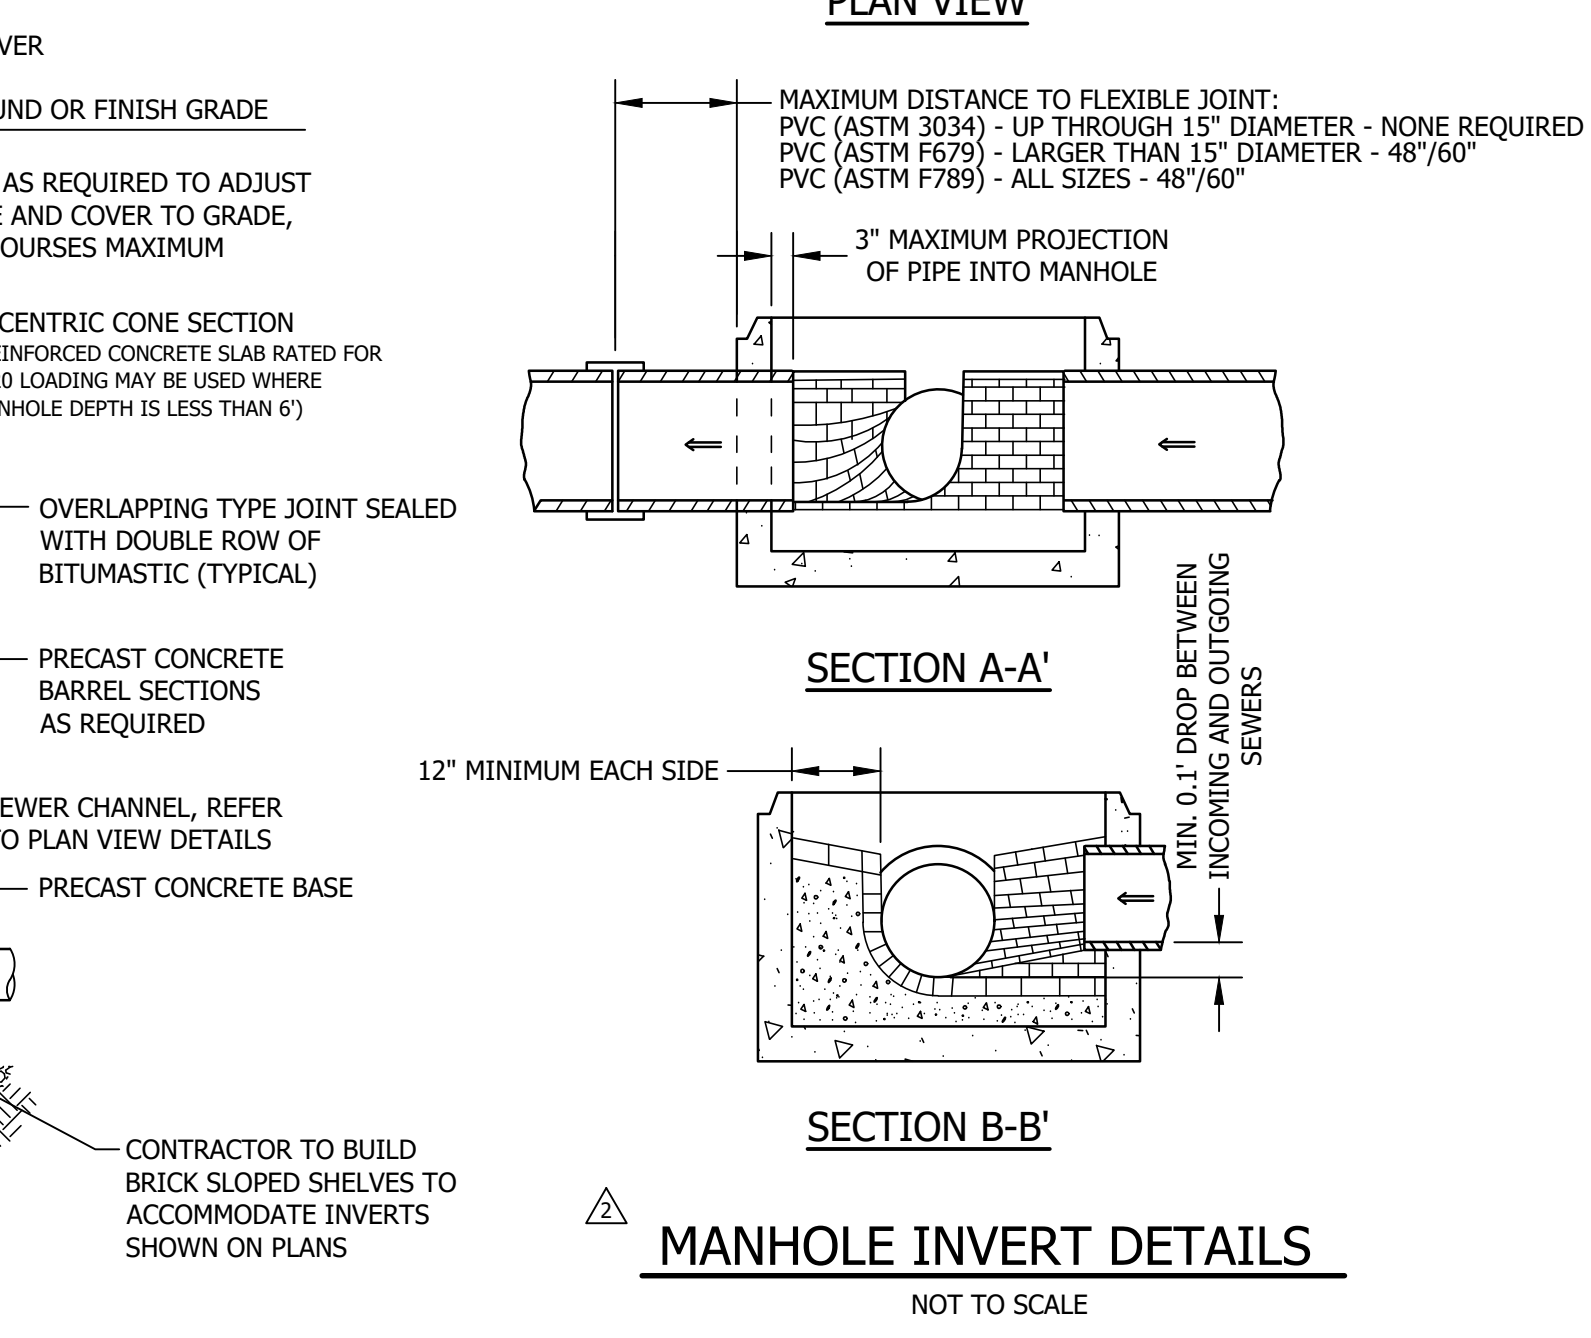 PLAN VIEW
VER
UND OR FINISH GRADE
AS REQUIRED TO ADJUST
E AND COVER TO GRADE,
OURSES MAXIMUM
CENTRIC CONE SECTION
EINFORCED CONCRETE SLAB RATED FOR
20 LOADING MAY BE USED WHERE
NHOLE DEPTH IS LESS THAN 6')
OVERLAPPING TYPE JOINT SEALED
WITH DOUBLE ROW OF
BITUMASTIC (TYPICAL)
PRECAST CONCRETE
BARREL SECTIONS
AS REQUIRED
EWER CHANNEL, REFER
TO PLAN VIEW DETAILS
PRECAST CONCRETE BASE
CONTRACTOR TO BUILD
BRICK SLOPED SHELVES TO
ACCOMMODATE INVERTS
SHOWN ON PLANS
MAXIMUM DISTANCE TO FLEXIBLE JOINT:
PVC (ASTM 3034) - UP THROUGH 15" DIAMETER - NONE REQUIRED
PVC (ASTM F679) - LARGER THAN 15" DIAMETER - 48"/60"
PVC (ASTM F789) - ALL SIZES - 48"/60"
3" MAXIMUM PROJECTION
OF PIPE INTO MANHOLE
SECTION A-A'
12" MINIMUM EACH SIDE
MIN. 0.1' DROP BETWEEN
INCOMING AND OUTGOING
SEWERS
SECTION B-B'
2
MANHOLE INVERT DETAILS
NOT TO SCALE